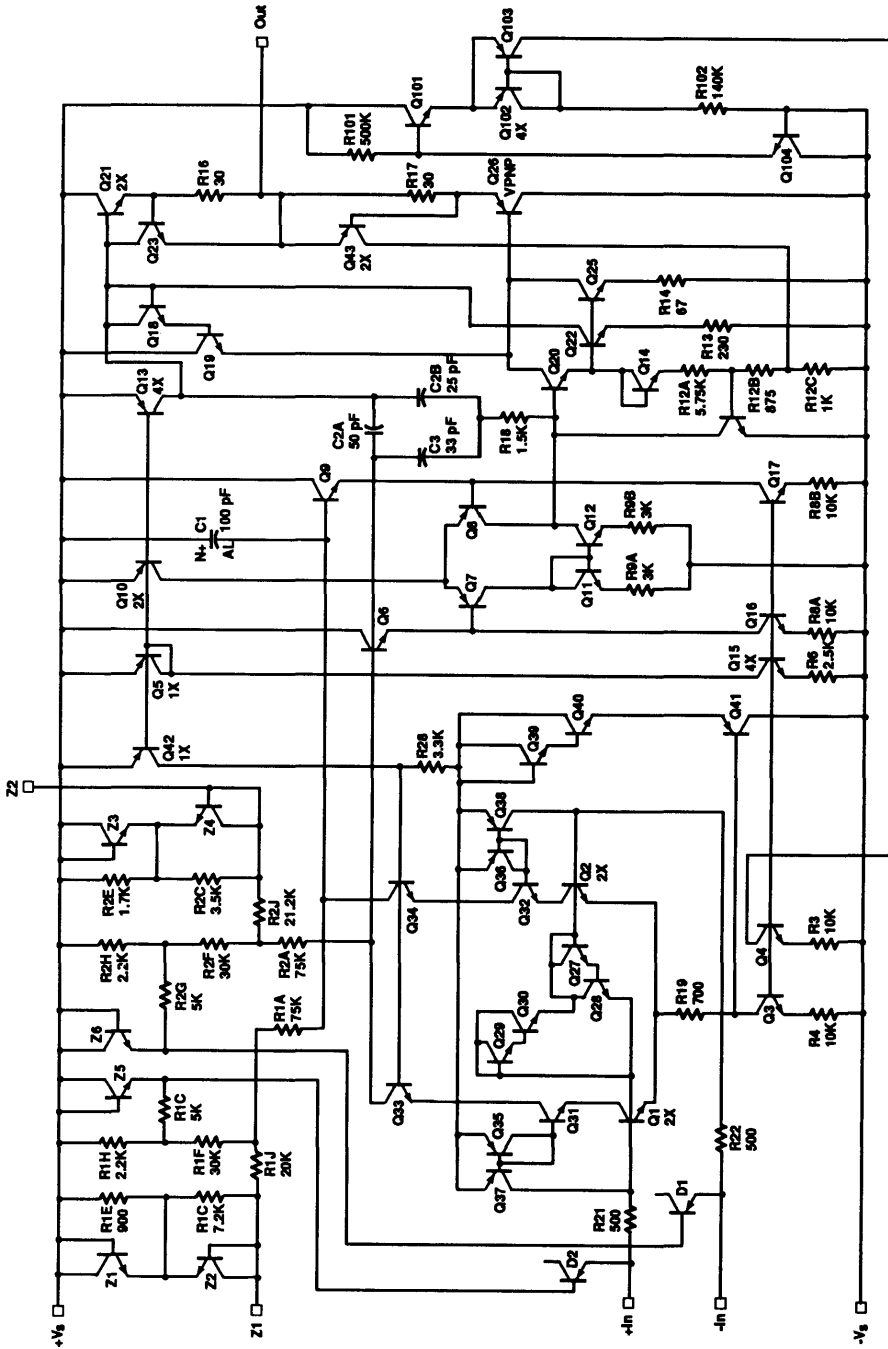 +Vs
Z1
+In
-In
-Vs
Z1
R1E
900
R1C
7.2K
Z2
R1H
2.2K
R1F
30K
R1J
20K
Z5
R1C
5K
Z6
R1A
75K
R2G
5K
R2H
2.2K
R2F
30K
R2A
75K
R2J
21.2K
R2E
1.7K
R2C
3.5K
Z3
Z4
Z2
Q42
1X
Q5
1X
Q10
2X
N+
C1
AL
100 pF
Q13
4X
Q9
Q6
C2A
50 pF
C3
33 pF
C2B
25 pF
R18
1.5K
Q18
Q19
Q21
2X
Q23
R16
30
Out
R17
30
Q43
2X
Q26
VPNP
R101
500K
Q101
Q102
4X
Q103
R102
140K
Q104
Q33
Q34
R28
3.3K
Q7
Q8
Q11
Q12
R9A
3K
R9B
3K
Q20
Q22
Q25
Q14
R14
67
R13
230
R12A
5.75K
R12B
875
R12C
1K
Q37
Q35
Q31
Q1
2X
Q29
Q30
Q28
Q27
Q36
Q38
Q32
Q2
2X
Q39
Q40
Q41
D2
R21
500
D1
R22
500
R19
700
Q3
Q4
R4
10K
R3
10K
Q15
4X
Q16
Q17
R6
2.5K
R8A
10K
R8B
10K